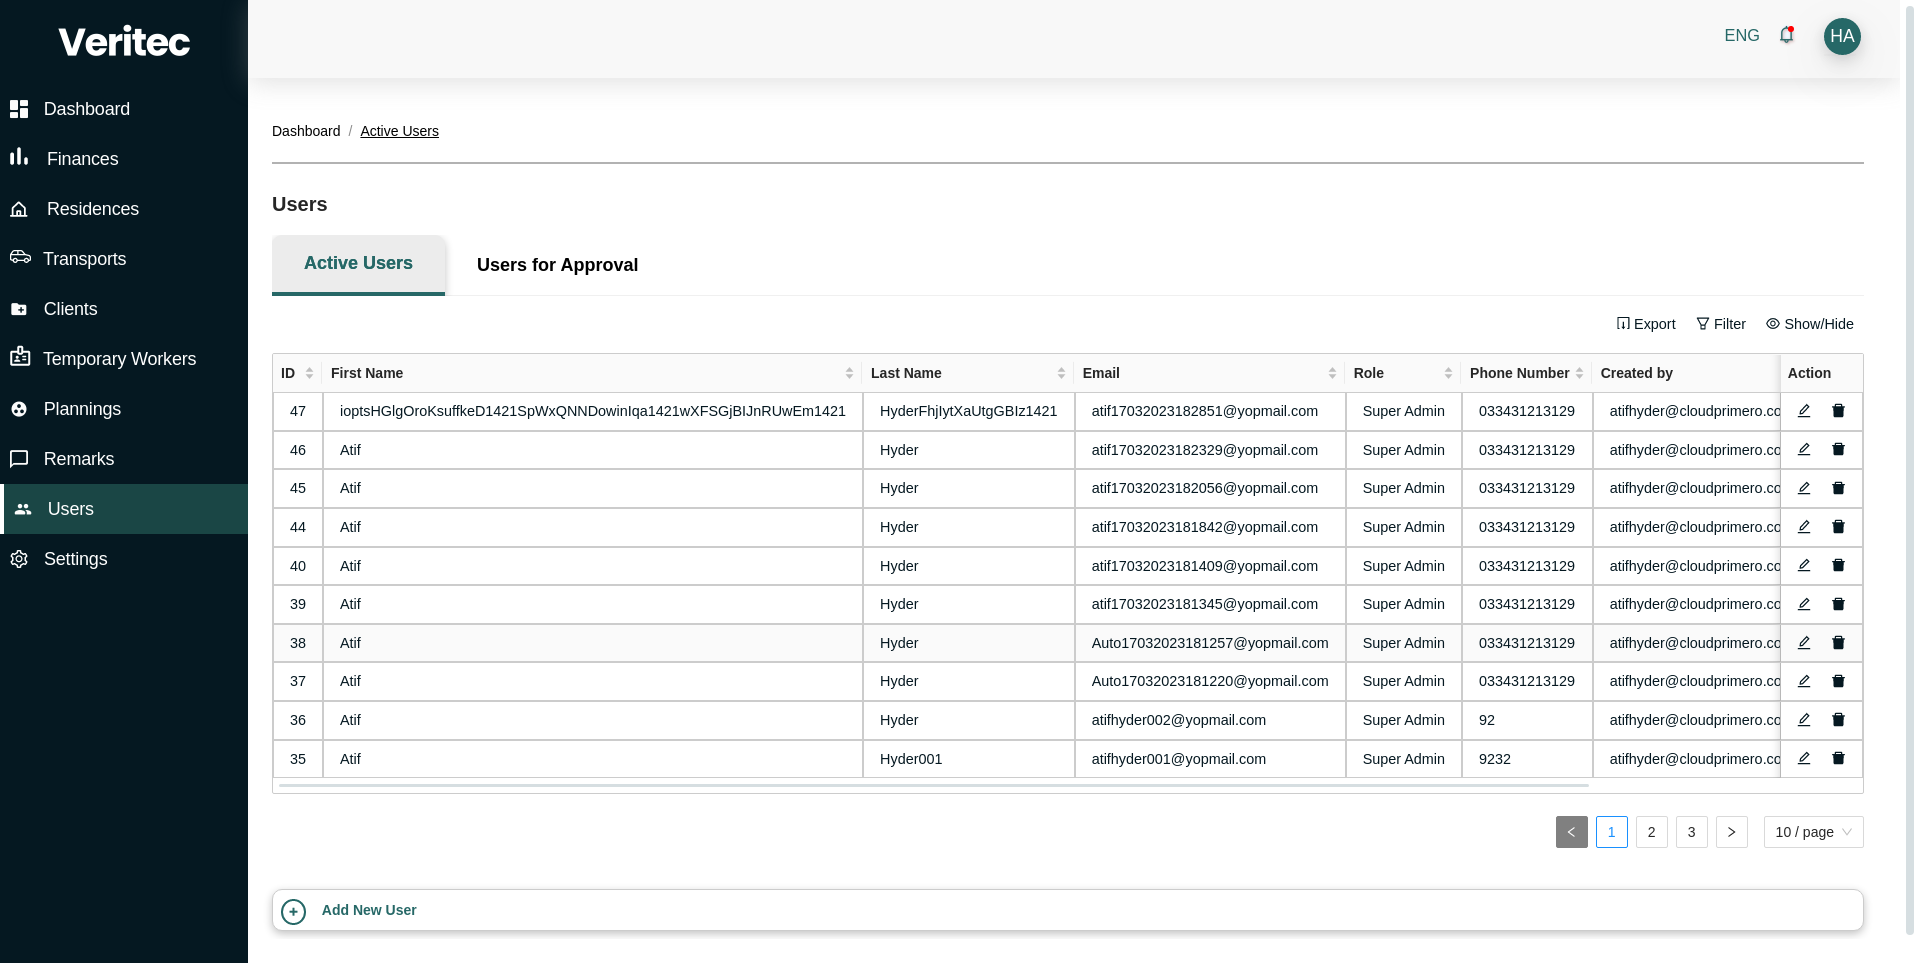 Veritec
ENG HA
Dashboard
Finances
Residences
Transports
Clients
Temporary Workers
Plannings
Remarks
Users
Settings
Dashboard / Active Users
Users
Active Users Users for Approval
Export Filter Show/Hide
ID First Name Last Name Email Role Phone Number Created by Action
47 ioptsHGlgOroKsuffkeD1421SpWxQNNDowinIqa1421wXFSGjBIJnRUwEm1421 HyderFhjIytXaUtgGBIz1421 atif17032023182851@yopmail.com Super Admin 033431213129 atifhyder@cloudprimero.co
46 Atif Hyder atif17032023182329@yopmail.com Super Admin 033431213129 atifhyder@cloudprimero.co
45 Atif Hyder atif17032023182056@yopmail.com Super Admin 033431213129 atifhyder@cloudprimero.co
44 Atif Hyder atif17032023181842@yopmail.com Super Admin 033431213129 atifhyder@cloudprimero.co
40 Atif Hyder atif17032023181409@yopmail.com Super Admin 033431213129 atifhyder@cloudprimero.co
39 Atif Hyder atif17032023181345@yopmail.com Super Admin 033431213129 atifhyder@cloudprimero.co
38 Atif Hyder Auto17032023181257@yopmail.com Super Admin 033431213129 atifhyder@cloudprimero.co
37 Atif Hyder Auto17032023181220@yopmail.com Super Admin 033431213129 atifhyder@cloudprimero.co
36 Atif Hyder atifhyder002@yopmail.com Super Admin 92 atifhyder@cloudprimero.co
35 Atif Hyder001 atifhyder001@yopmail.com Super Admin 9232 atifhyder@cloudprimero.co
1 2 3 10 / page
Add New User